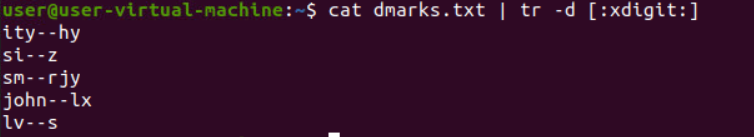 user@user-virtual-machine:~$ cat dmarks.txt | tr -d [:xdigit:]
ity--hy
si--z
sm--rjy
john--lx
lv--s